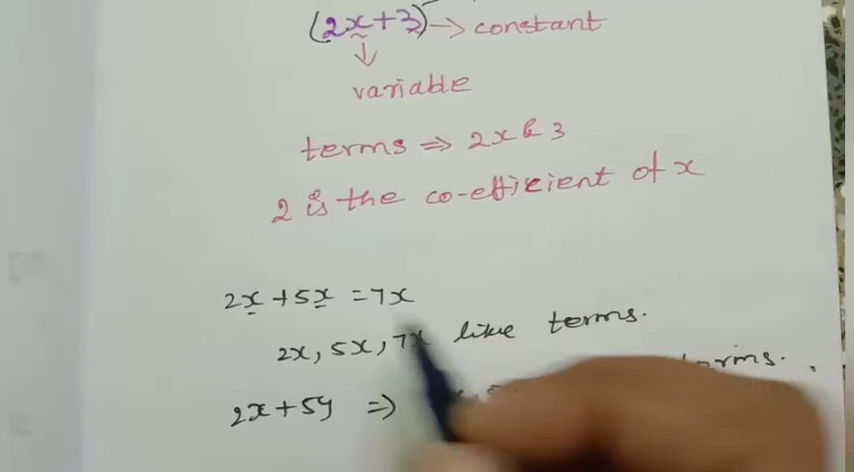 (2x+3) → constant
↓
variable
terms ⇒ 2x & 3
2 is the co-efficient of x
2x + 5x = 7x
2x, 5x, 7x like terms.
2x + 5y ⇒